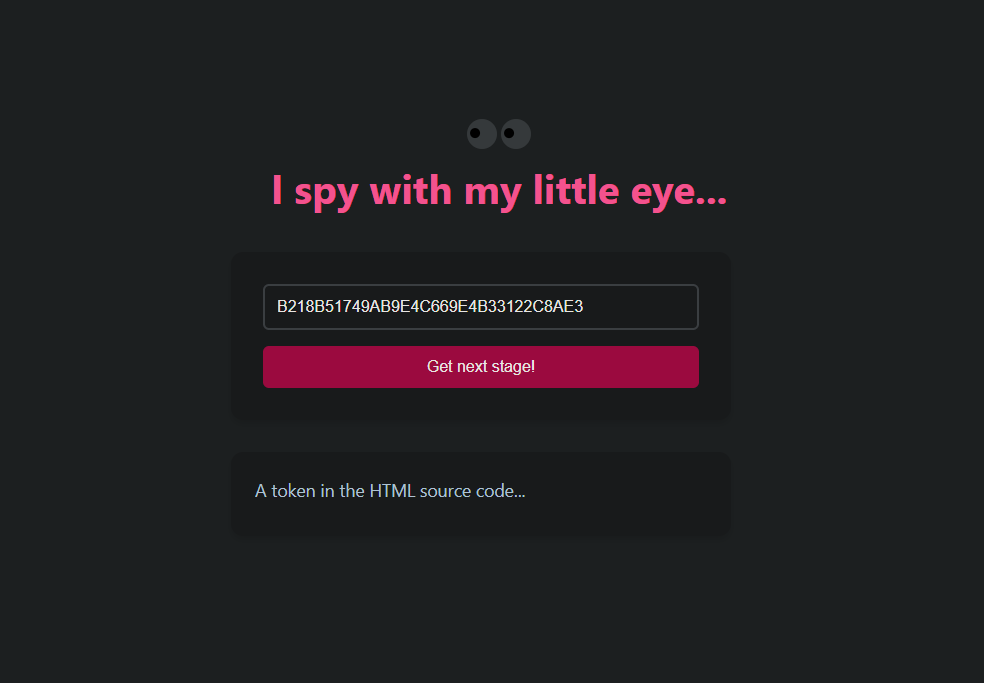 I spy with my little eye...
B218B51749AB9E4C669E4B33122C8AE3
Get next stage!
A token in the HTML source code...